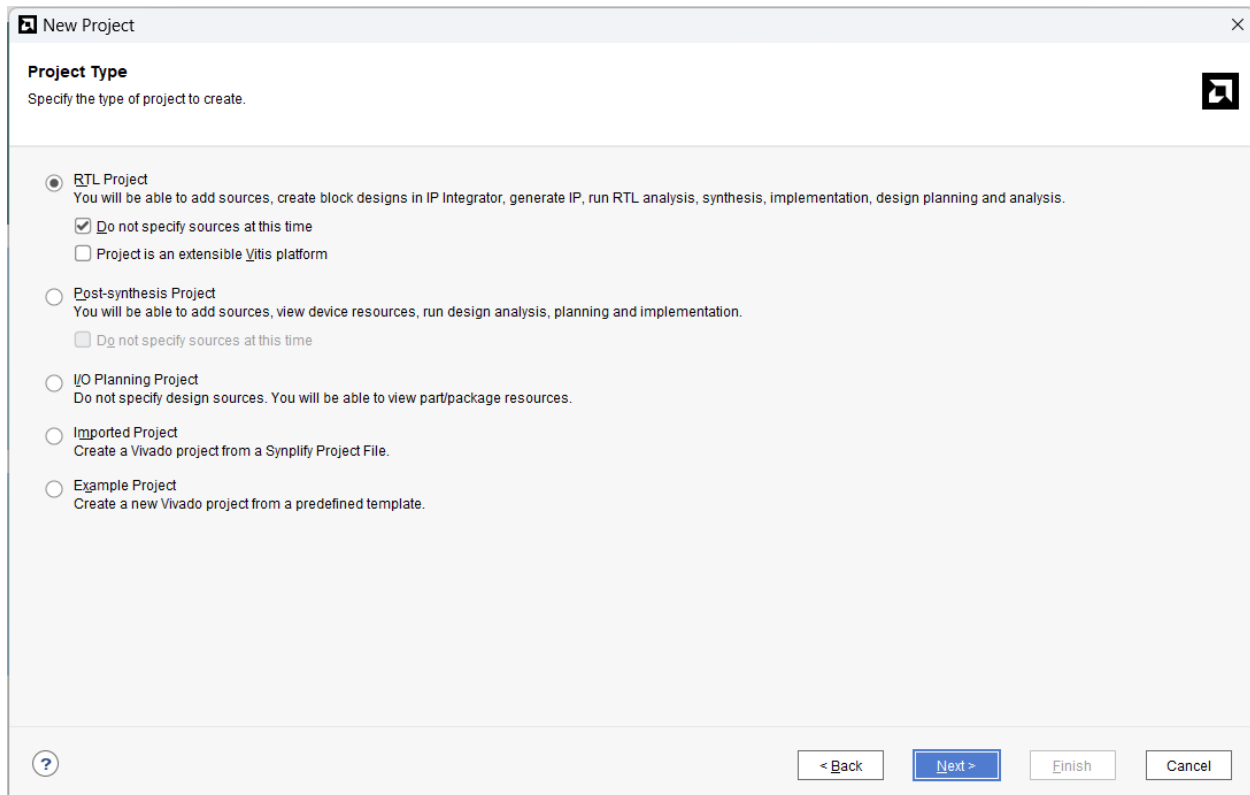 New Project
Project Type
Specify the type of project to create.
RTL Project
You will be able to add sources, create block designs in IP Integrator, generate IP, run RTL analysis, synthesis, implementation, design planning and analysis.
Do not specify sources at this time
Project is an extensible Vitis platform
Post-synthesis Project
You will be able to add sources, view device resources, run design analysis, planning and implementation.
Do not specify sources at this time
I/O Planning Project
Do not specify design sources. You will be able to view part/package resources.
Imported Project
Create a Vivado project from a Synplify Project File.
Example Project
Create a new Vivado project from a predefined template.
? < Back Next > Finish Cancel